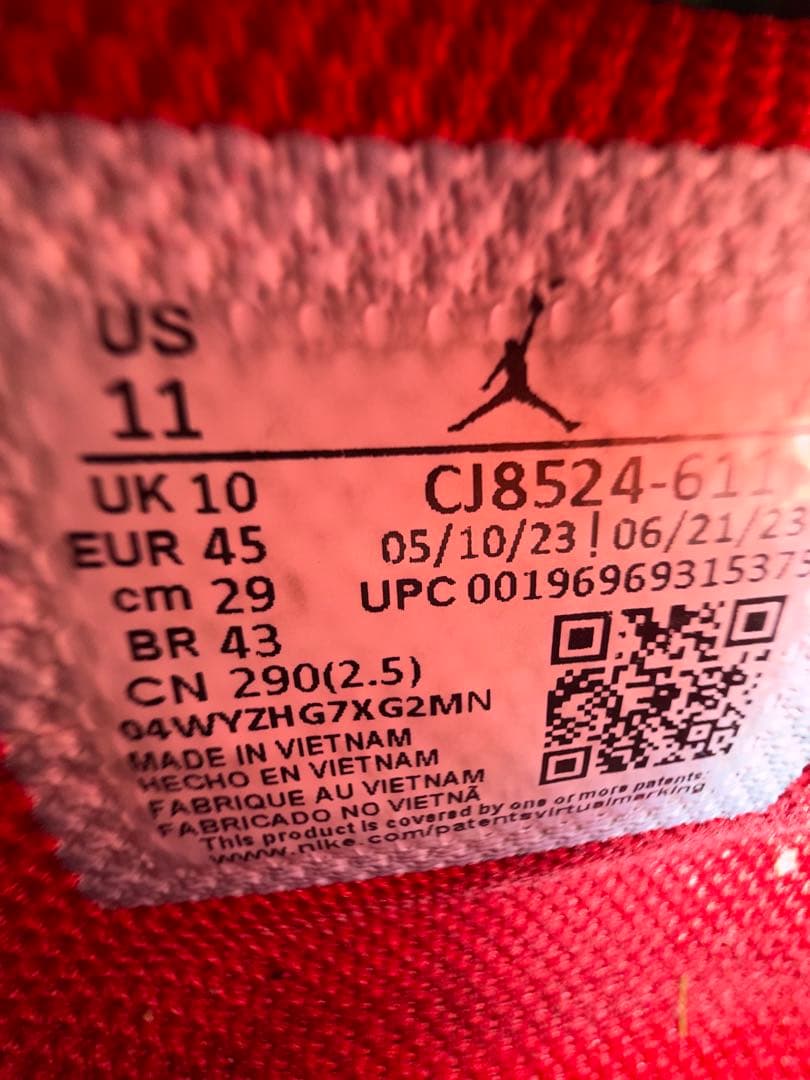 US
11
UK 10
EUR 45
cm 29
BR 43
CN 290(2.5)
04WYZHG7XG2MN
MADE IN VIETNAM
HECHO EN VIETNAM
FABRIQUE AU VIETNAM
FABRICADO NO VIETNÃ
This product is covered by one or more patents.
www.nike.com/patentsvirtualmarking
CJ8524-611
05/10/23 | 06/21/23
UPC 00196969315375